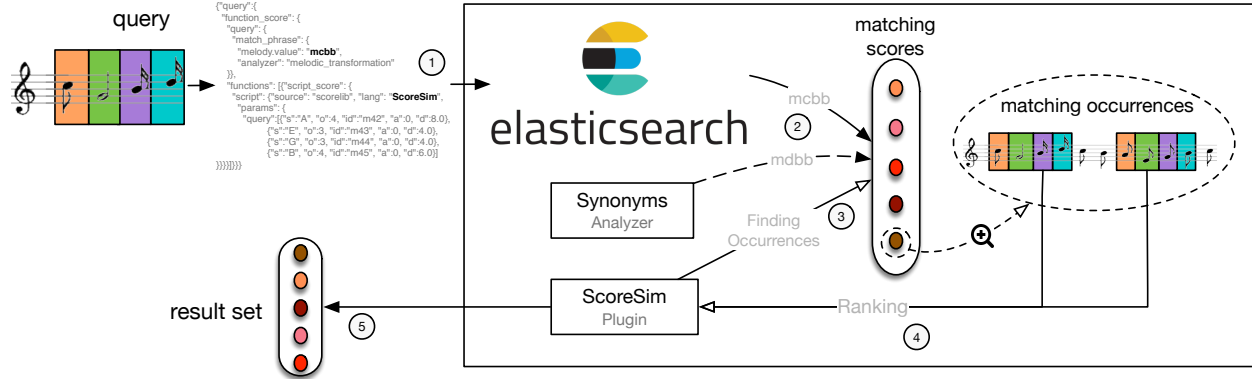 query
{"query":{
"function_score": {
"query": {
"match_phrase": {
"melody.value": "mcbb",
"analyzer": "melodic_transformation"
}},
"functions": [{"script_score": {
"script": {"source": "scorelib", "lang": "ScoreSim",
"params": {
"query":[{"s":"A", "o":4, "id":"m42", "a":0, "d":8.0},
{"s":"E", "o":3, "id":"m43", "a":0, "d":4.0},
{"s":"G", "o":3, "id":"m44", "a":0, "d":4.0},
{"s":"B", "o":4, "id":"m45", "a":0, "d":6.0}]
}}}}]}}}
1
elasticsearch
mcbb
2
mdbb
matching
scores
matching occurrences
Synonyms
Analyzer
3
Finding
Occurrences
ScoreSim
Plugin
Ranking
4
result set
5